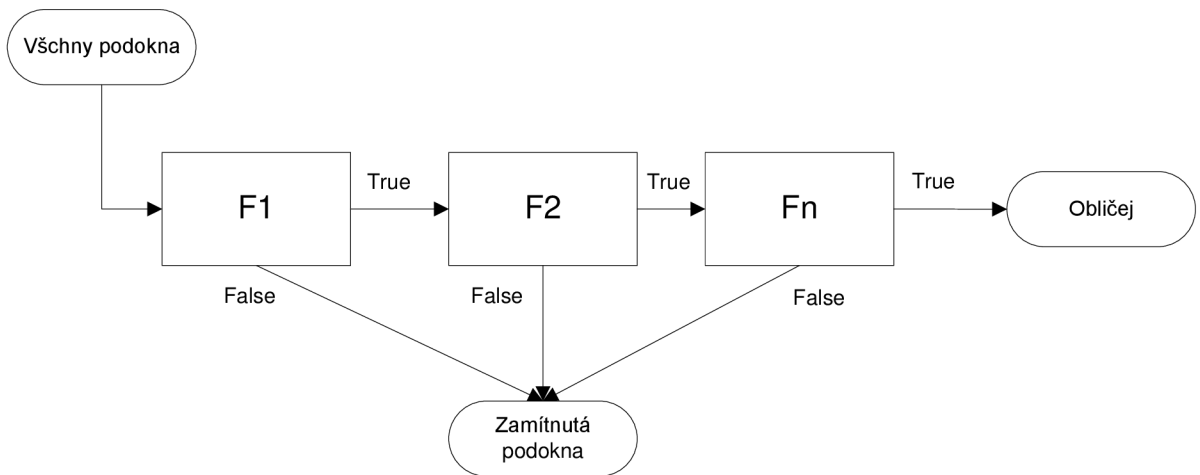 Všchny podokna
True
True
True
F1
F2
Fn
Obličej
False
False
False
Zamítnutá
podokna